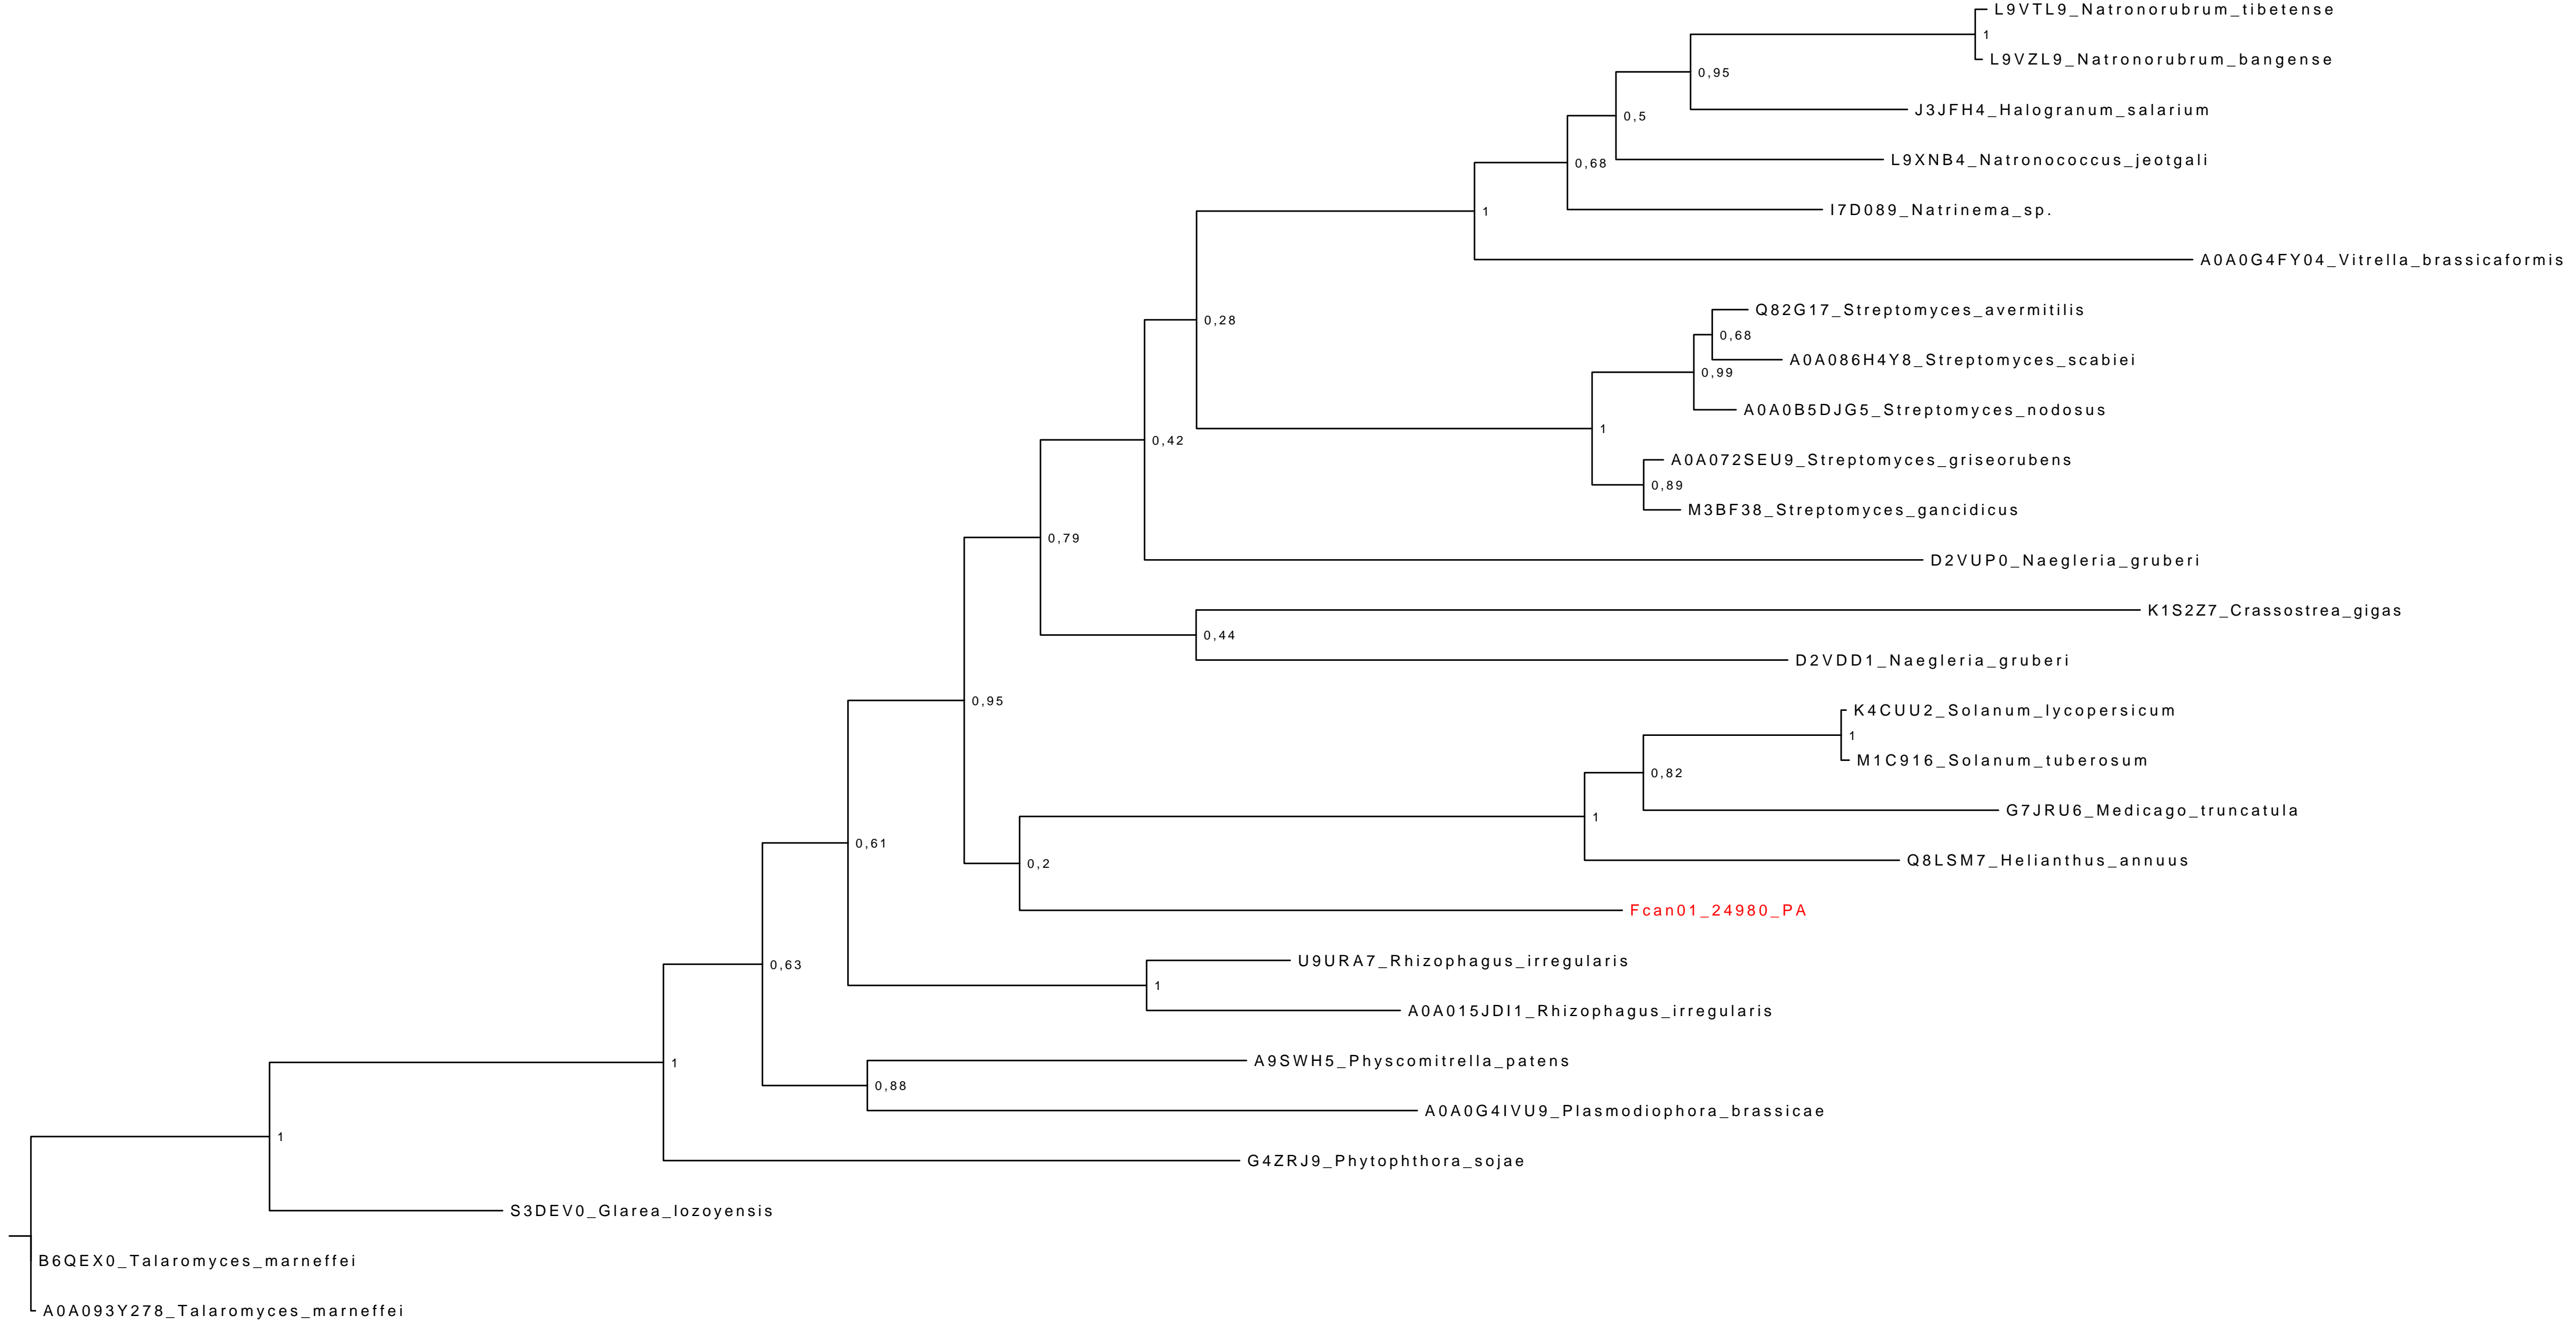 L9VTL9_Natronorubrum_tibetense
1
L9VZL9_Natronorubrum_bangense
0,95
J3JFH4_Halogranum_salarium
0,5
L9XNB4_Natronococcus_jeotgali
0,68
I7D089_Natrinema_sp.
1
A0A0G4FY04_Vitrella_brassicaformis
Q82G17_Streptomyces_avermitilis
0,28
0,68
A0A086H4Y8_Streptomyces_scabiei
0,99
A0A0B5DJG5_Streptomyces_nodosus
1
0,42
A0A072SEU9_Streptomyces_griseorubens
0,89
M3BF38_Streptomyces_gancidicus
0,79
D2VUP0_Naegleria_gruberi
K1S2Z7_Crassostrea_gigas
0,44
D2VDD1_Naegleria_gruberi
0,95
K4CUU2_Solanum_lycopersicum
1
M1C916_Solanum_tuberosum
0,82
G7JRU6_Medicago_truncatula
1
0,61
Q8LSM7_Helianthus_annuus
0,2
Fcan01_24980_PA
U9URA7_Rhizophagus_irregularis
0,63
1
A0A015JDI1_Rhizophagus_irregularis
A9SWH5_Physcomitrella_patens
1
0,88
A0A0G4IVU9_Plasmodiophora_brassicae
1
G4ZRJ9_Phytophthora_sojae
S3DEV0_Glarea_lozoyensis
B6QEX0_Talaromyces_marneffei
A0A093Y278_Talaromyces_marneffei